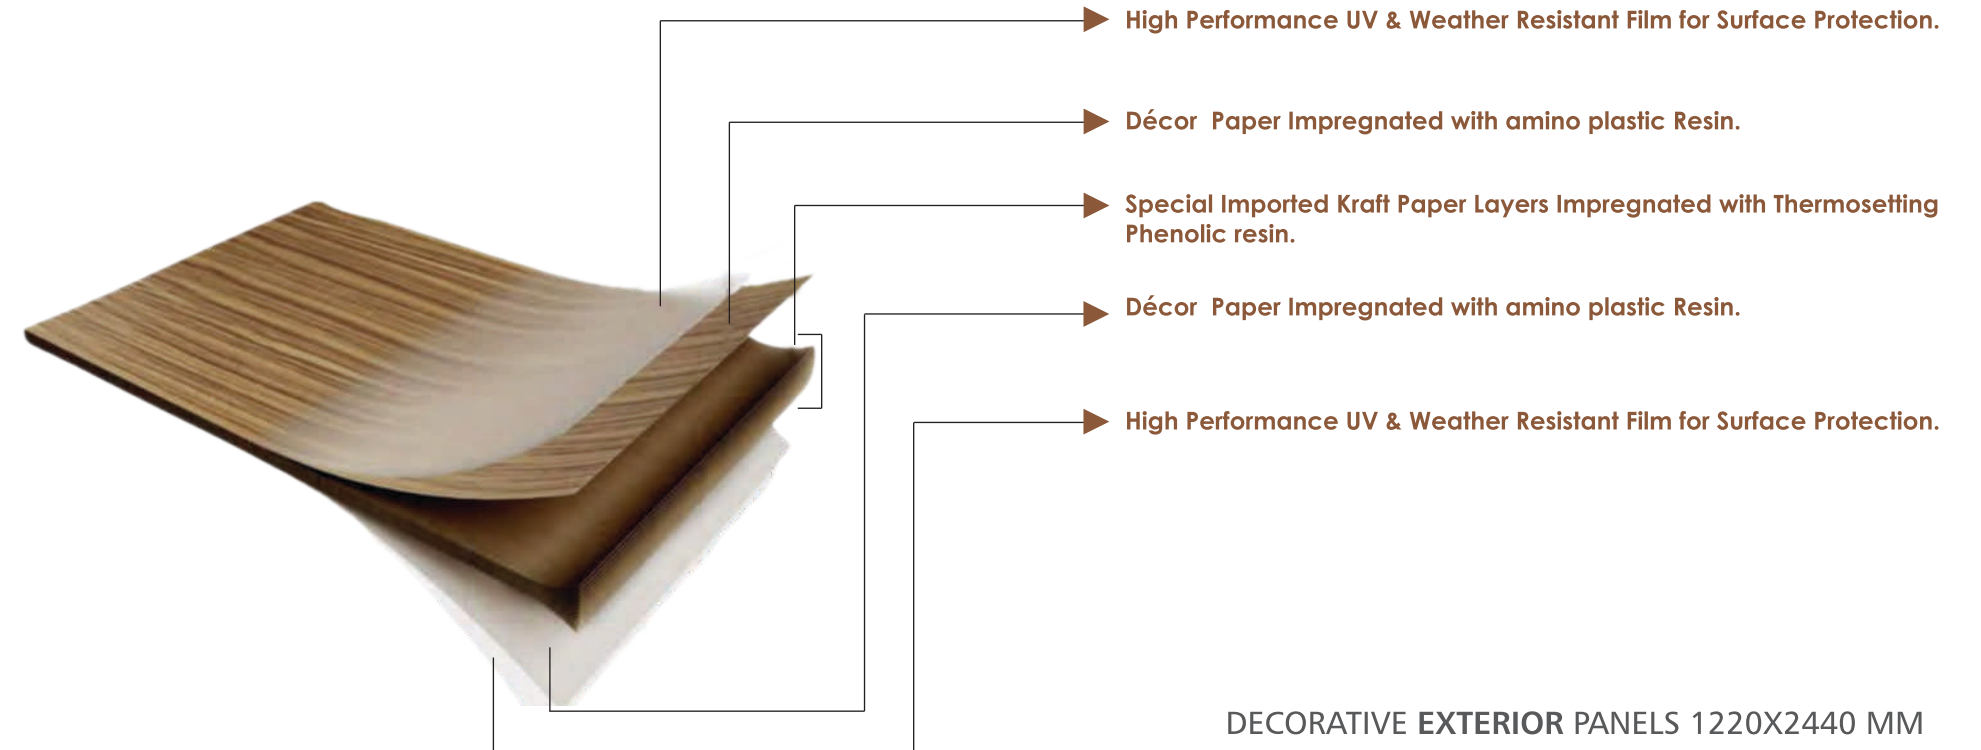 High Performance UV & Weather Resistant Film for Surface Protection.
Décor  Paper Impregnated with amino plastic Resin.
Special Imported Kraft Paper Layers Impregnated with Thermosetting
Phenolic resin.
Décor  Paper Impregnated with amino plastic Resin.
High Performance UV & Weather Resistant Film for Surface Protection.
DECORATIVE EXTERIOR PANELS 1220X2440 MM